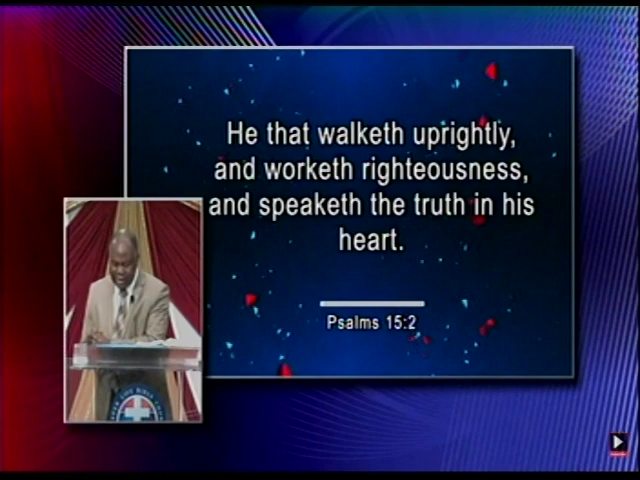 He that walketh uprightly,
and worketh righteousness,
and speaketh the truth in his
heart.
Psalms 15:2